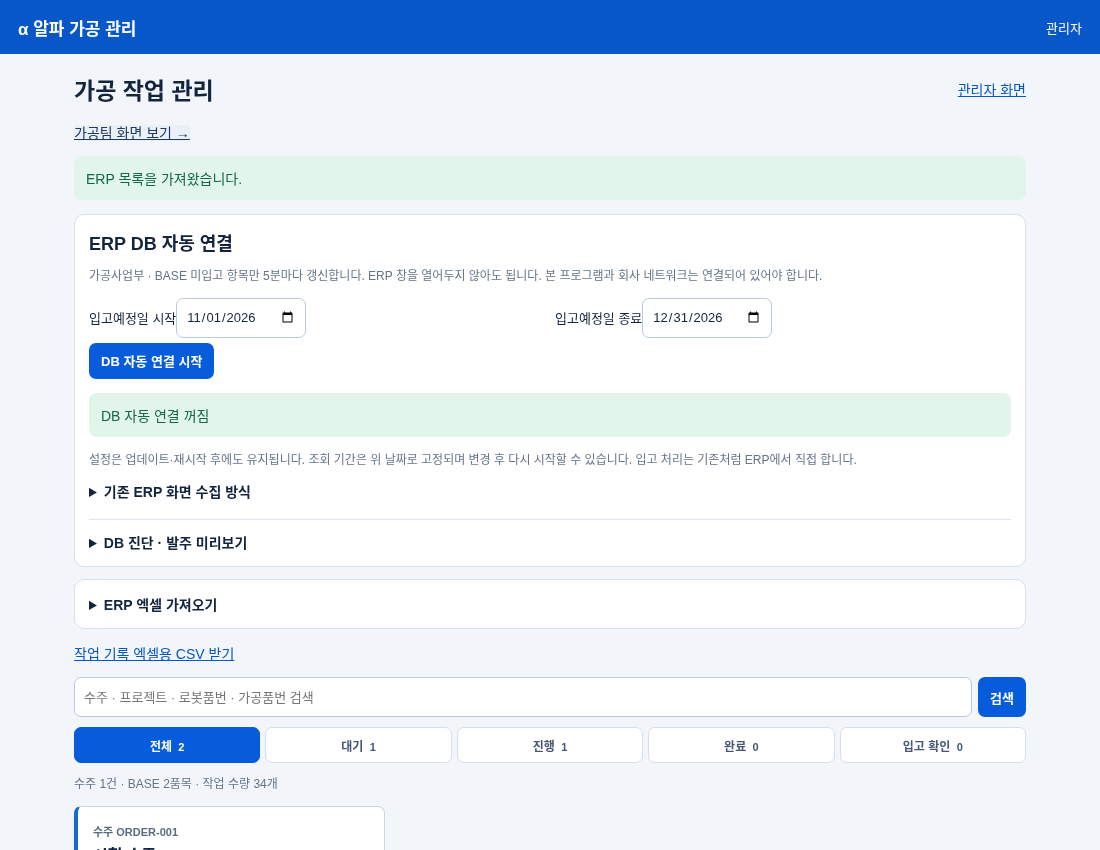 α 알파 가공 관리
관리자
가공 작업 관리
관리자 화면
가공팀 화면 보기 →
ERP 목록을 가져왔습니다.
ERP DB 자동 연결
가공사업부 · BASE 미입고 항목만 5분마다 갱신합니다. ERP 창을 열어두지 않아도 됩니다. 본 프로그램과 회사 네트워크는 연결되어 있어야 합니다.
입고예정일 시작 11/01/2026
입고예정일 종료 12/31/2026
DB 자동 연결 시작
DB 자동 연결 꺼짐
설정은 업데이트·재시작 후에도 유지됩니다. 조회 기간은 위 날짜로 고정되며 변경 후 다시 시작할 수 있습니다. 입고 처리는 기존처럼 ERP에서 직접 합니다.
▶ 기존 ERP 화면 수집 방식
▶ DB 진단 · 발주 미리보기
▶ ERP 엑셀 가져오기
작업 기록 엑셀용 CSV 받기
수주 · 프로젝트 · 로봇품번 · 가공품번 검색
검색
전체 2
대기 1
진행 1
완료 0
입고 확인 0
수주 1건 · BASE 2품목 · 작업 수량 34개
수주 ORDER-001